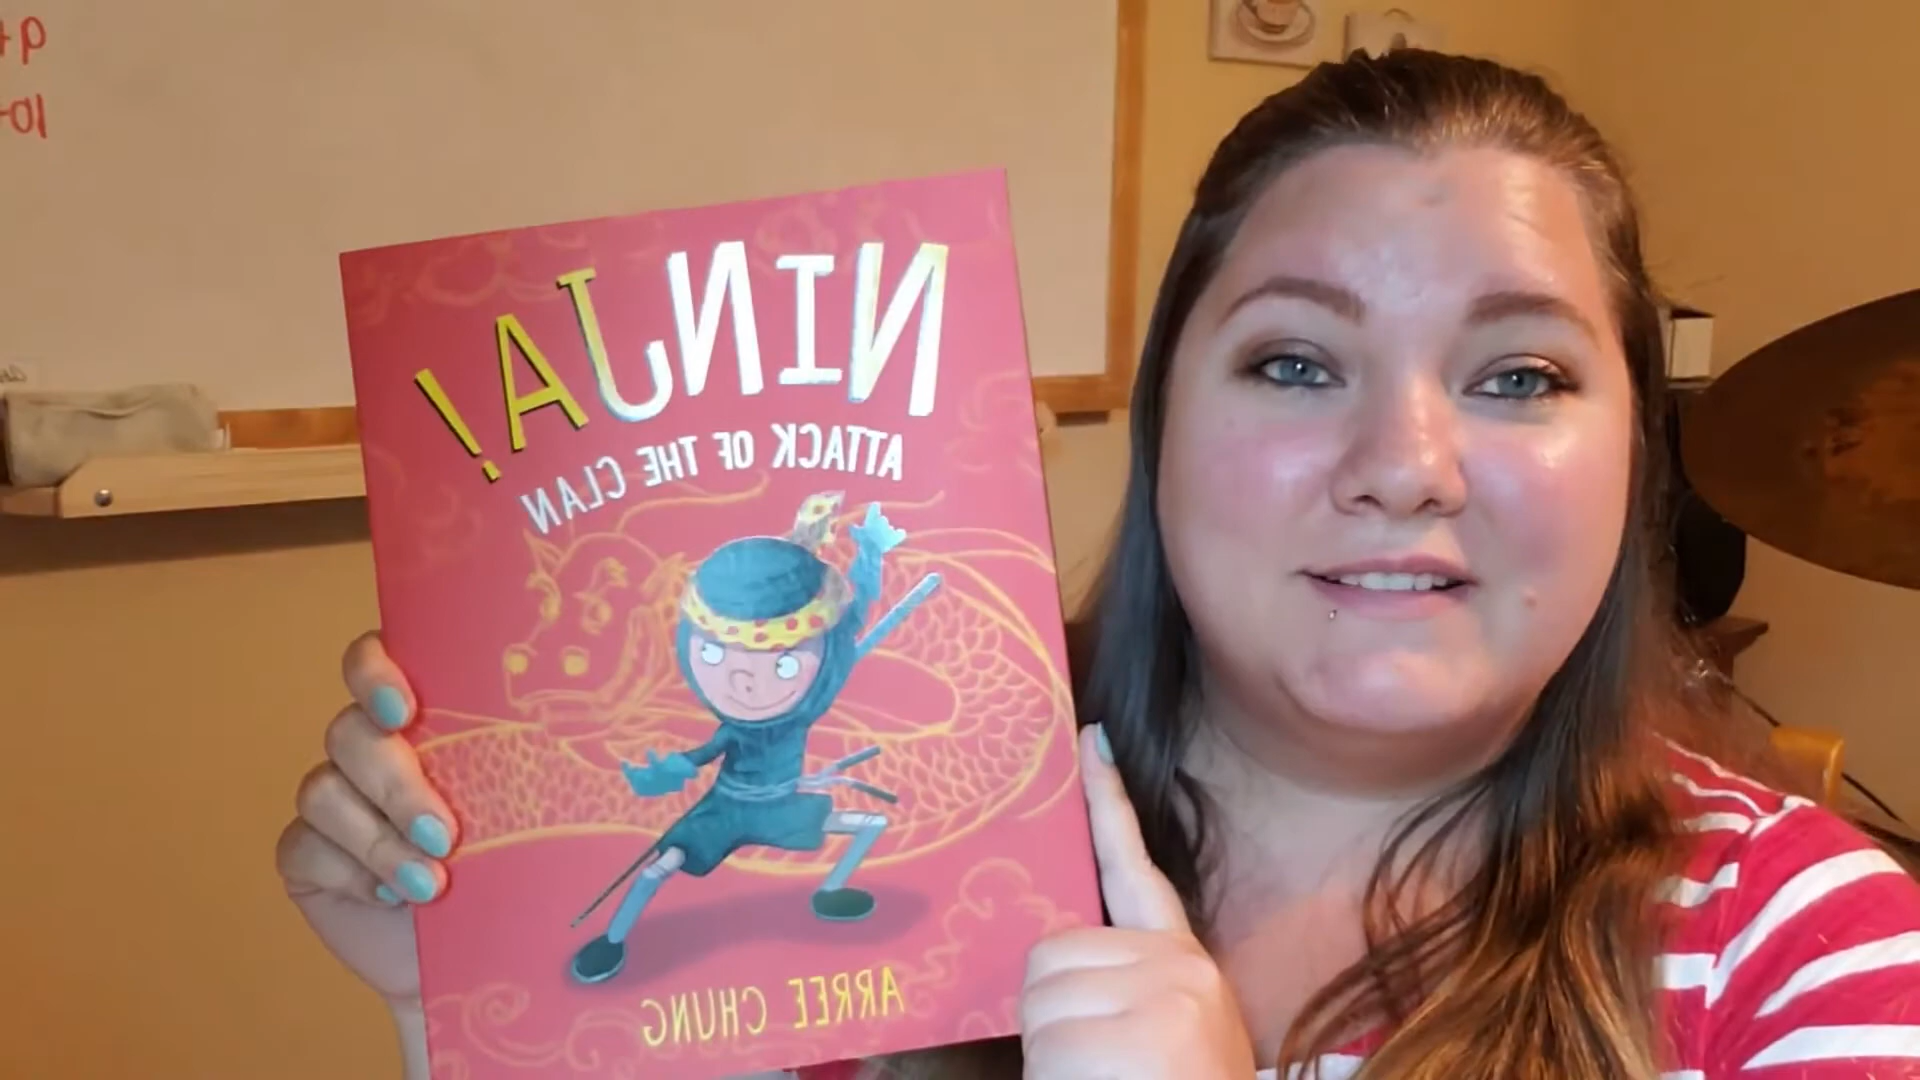 NINJA!
ATTACK OF THE CLAN
ARREE CHUNG